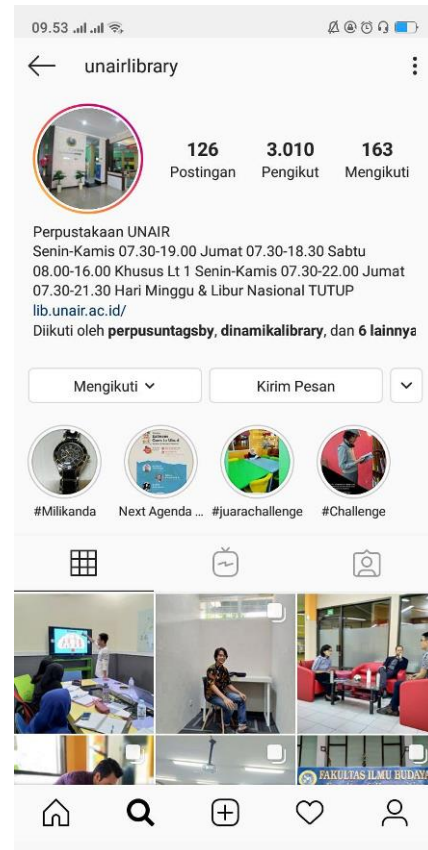 09.53
unairlibrary
126 3.010 163
Postingan Pengikut Mengikuti
Perpustakaan UNAIR
Senin-Kamis 07.30-19.00 Jumat 07.30-18.30 Sabtu
08.00-16.00 Khusus Lt 1 Senin-Kamis 07.30-22.00 Jumat
07.30-21.30 Hari Minggu & Libur Nasional TUTUP
lib.unair.ac.id/
Diikuti oleh perpusuntagsby, dinamikalibrary, dan 6 lainnya
Mengikuti Kirim Pesan
#Milikanda Next Agenda ... #juarachallenge #Challenge
FAKULTAS ILMU BUDAYA